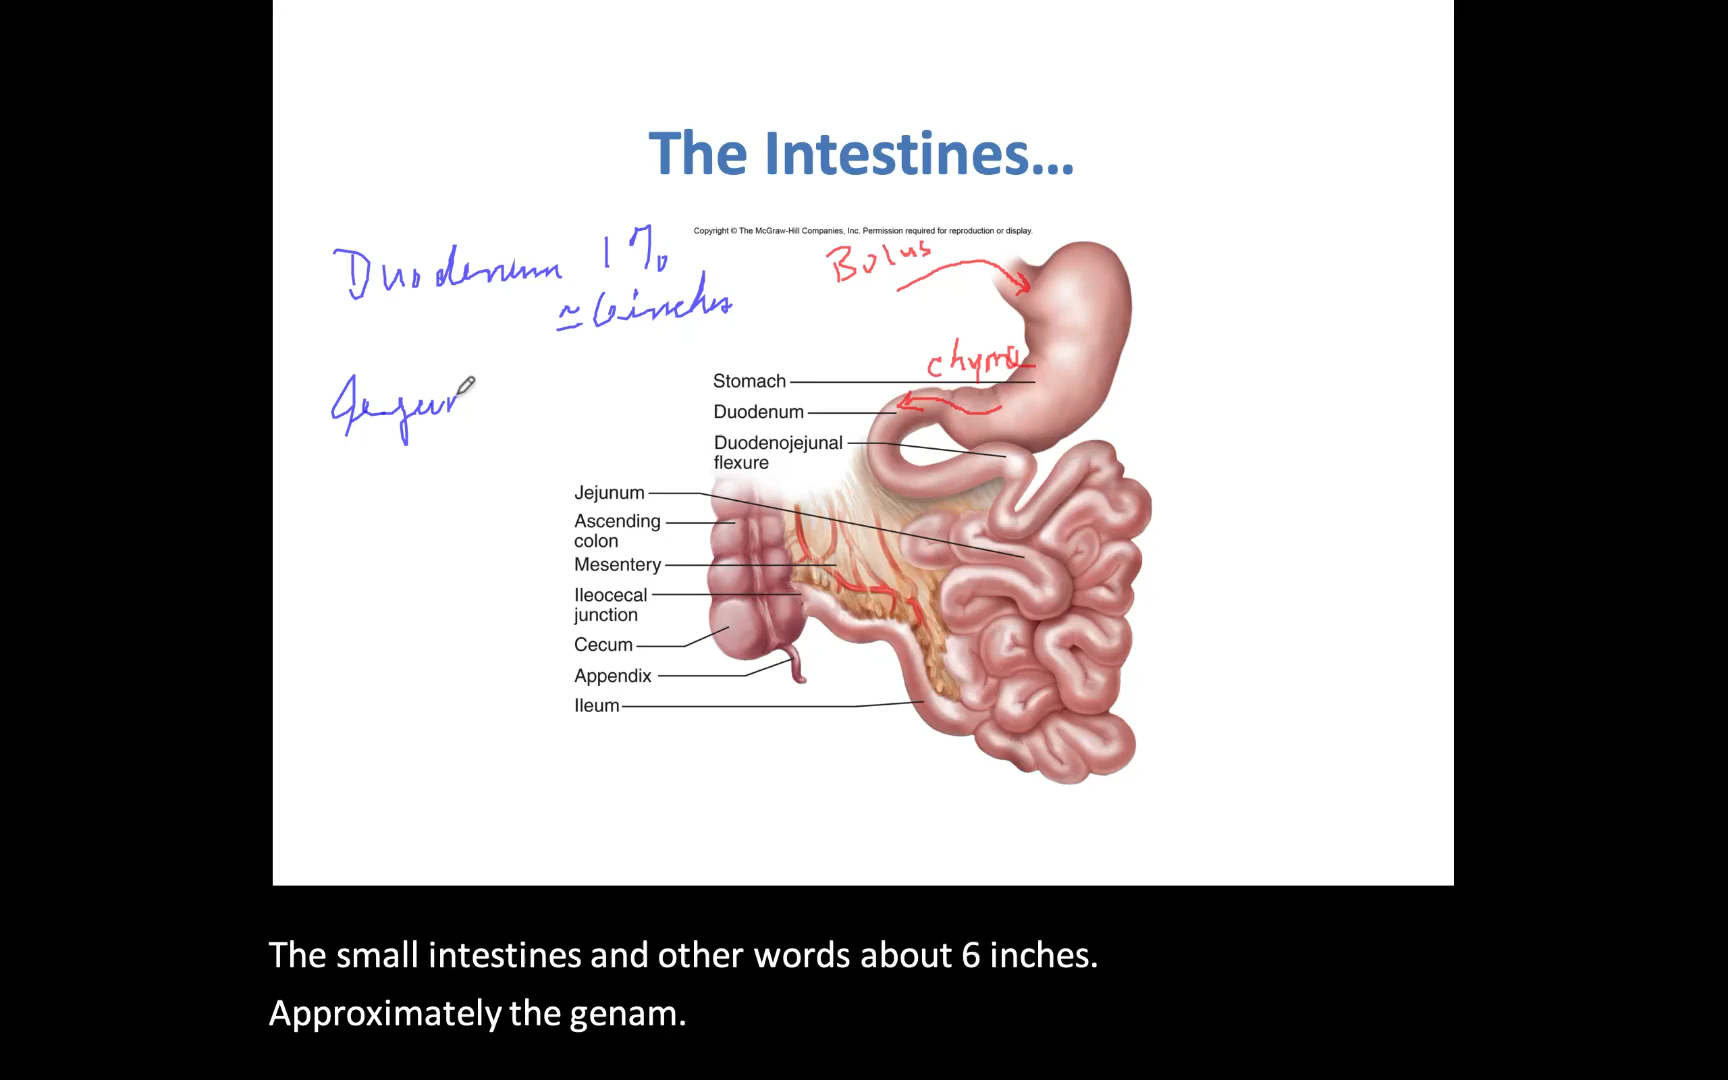 The Intestines...
Copyright © The McGraw-Hill Companies, Inc. Permission required for reproduction or display.
Duodenum 1%
≈ 6 inches
Bolus
chyme
Stomach
Duodenum
Duodenojejunal
flexure
Jejunum
Ascending
colon
Mesentery
Ileocecal
junction
Cecum
Appendix
Ileum
The small intestines and other words about 6 inches.
Approximately the genam.